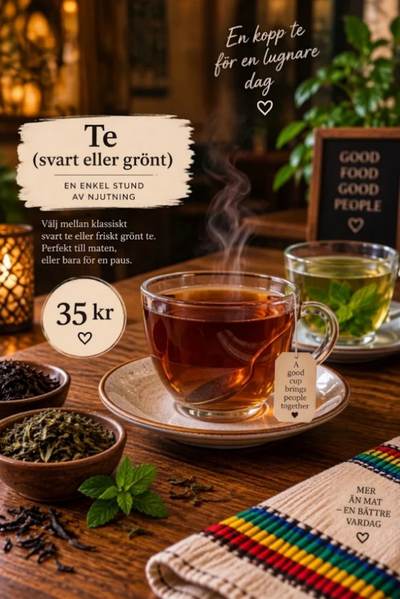 En kopp te
för en lugnare
dag
Te
(svart eller grönt)
EN ENKEL STUND
AV NJUTNING
Välj mellan klassiskt
svart te eller friskt grönt te.
Perfekt till maten,
eller bara för en paus.
35 kr
GOOD
FOOD
GOOD
PEOPLE
A
good
cup
brings
people
together
MER
ÄN MAT
– EN BÄTTRE
VARDAG